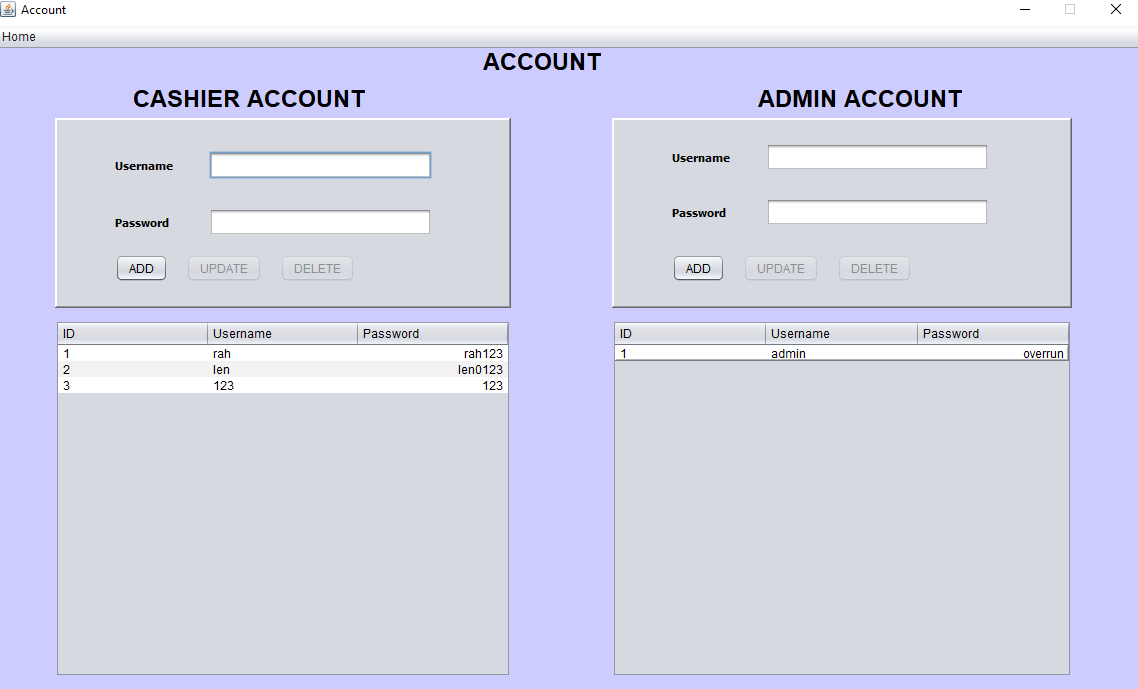 Account
Home
ACCOUNT
CASHIER ACCOUNT
Username
Password
ADD UPDATE DELETE
ID Username Password
1 rah rah123
2 len len0123
3 123 123
ADMIN ACCOUNT
Username
Password
ADD UPDATE DELETE
ID Username Password
1 admin overrun